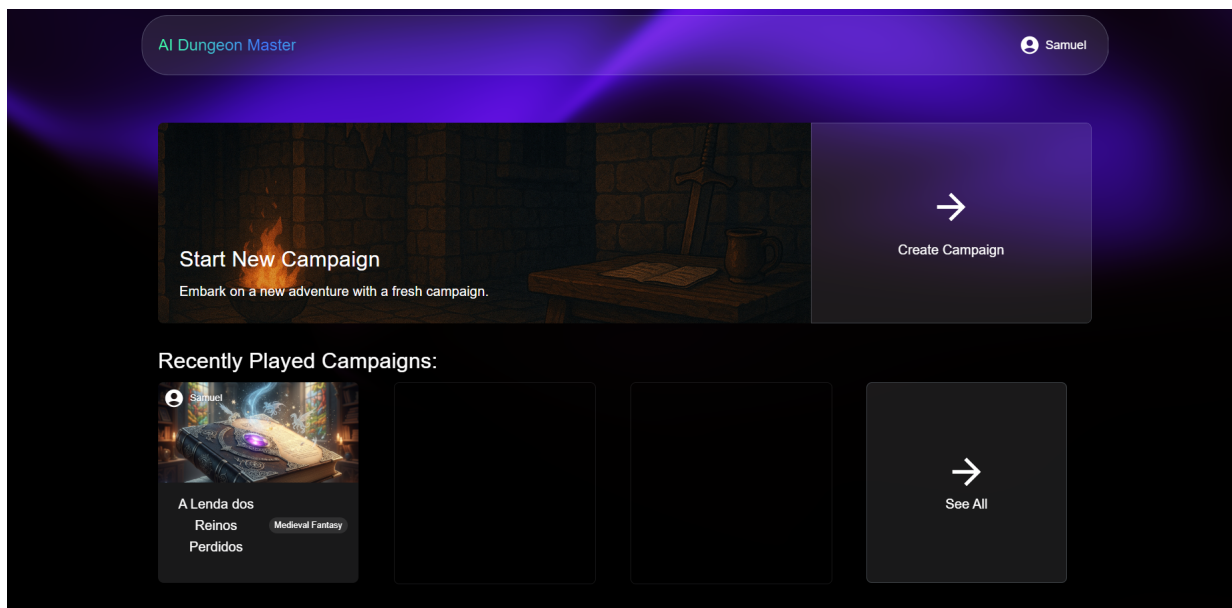 AI Dungeon Master
Samuel
Start New Campaign
Embark on a new adventure with a fresh campaign.
Create Campaign
Recently Played Campaigns:
Samuel
A Lenda dos
Reinos
Perdidos
Medieval Fantasy
See All